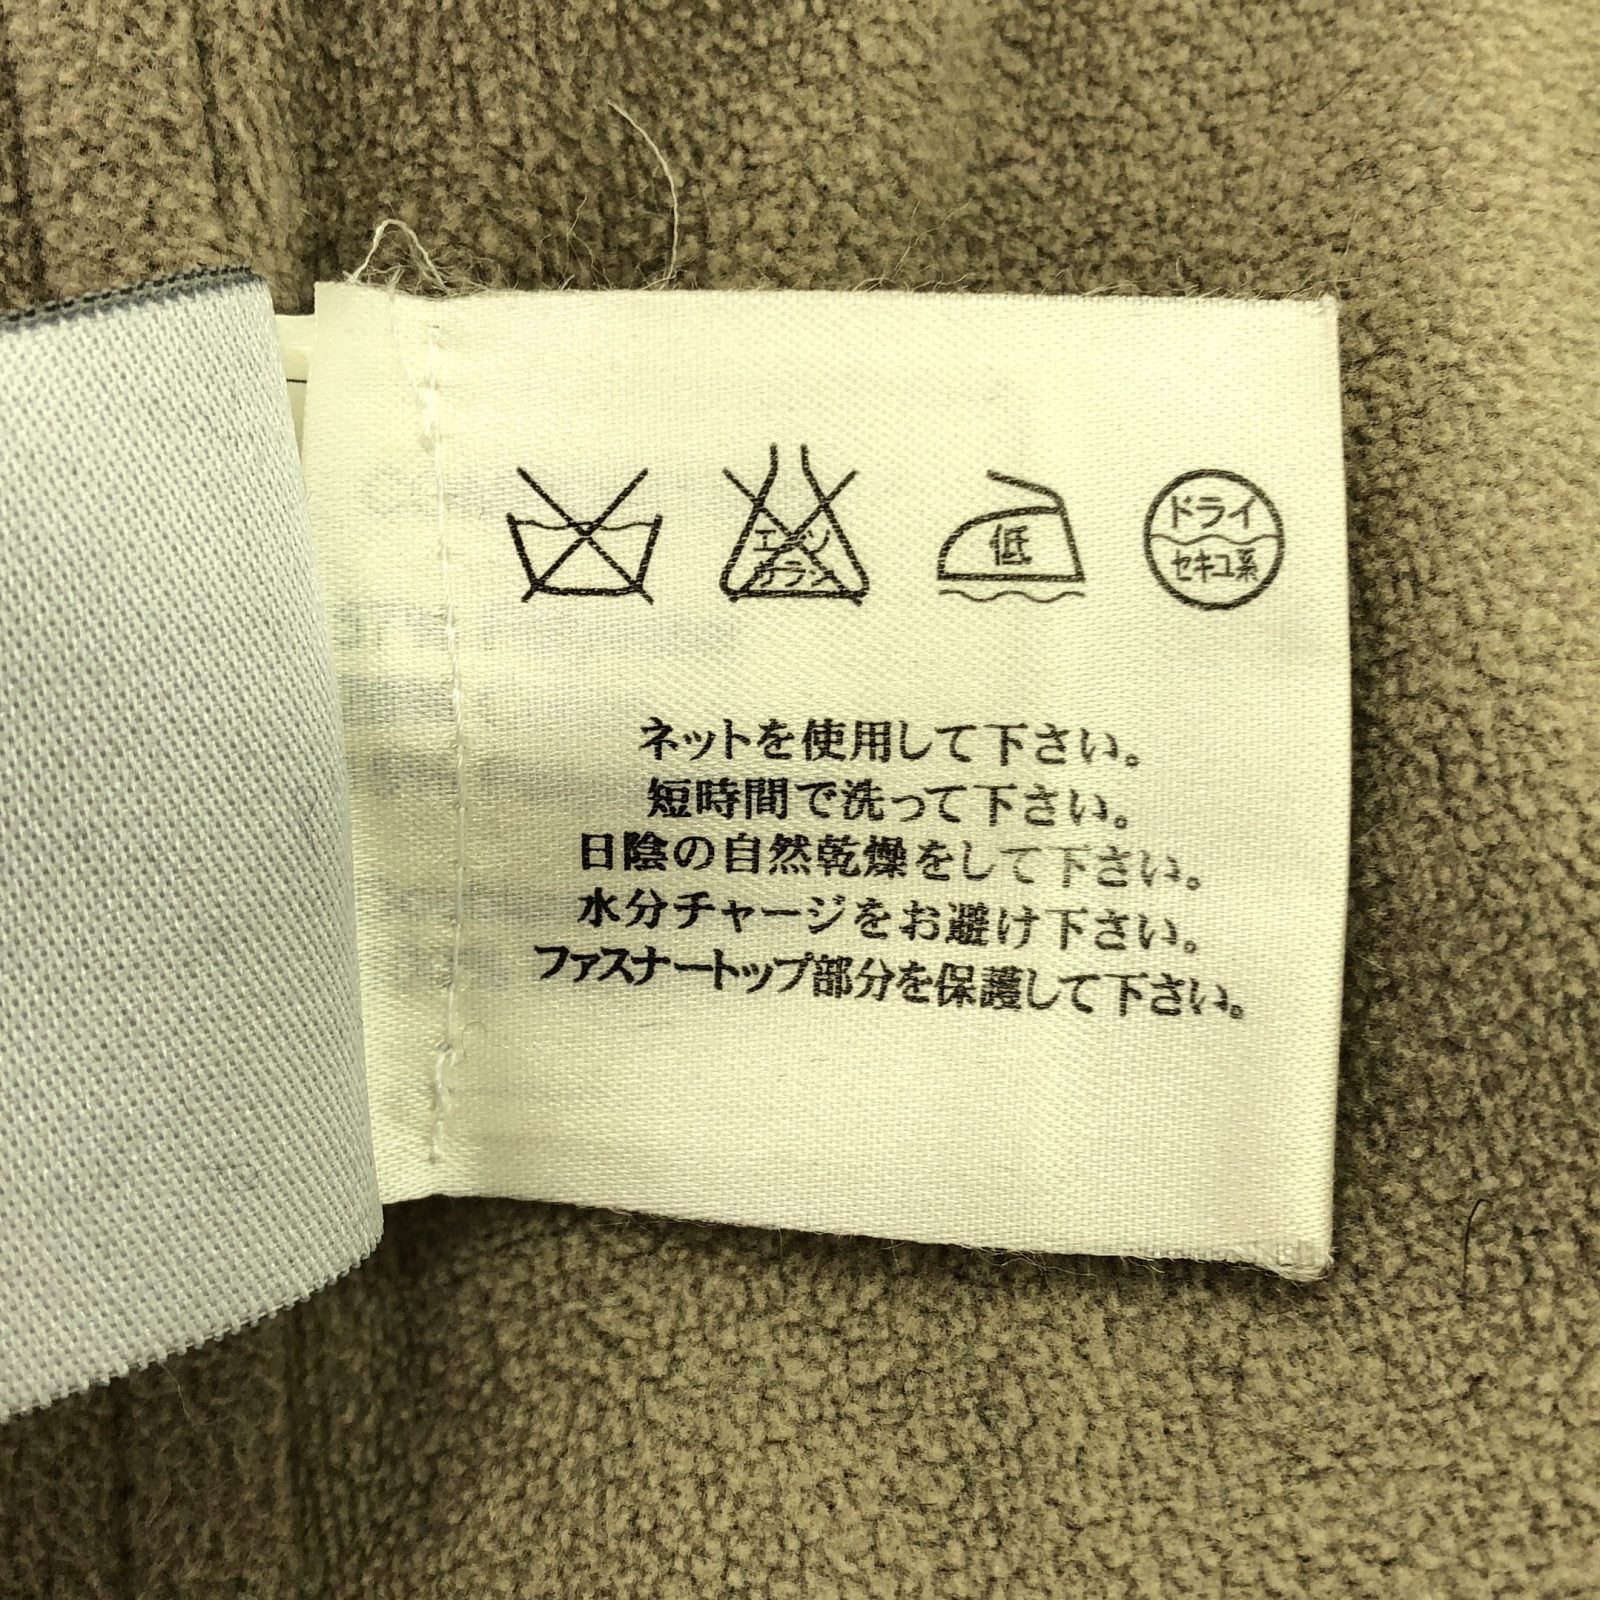 エンソ
サラシ
低
ドライ
セキユ系
ネットを使用して下さい。
短時間で洗って下さい。
日陰の自然乾燥をして下さい。
水分チャージをお避け下さい。
ファスナートップ部分を保護して下さい。